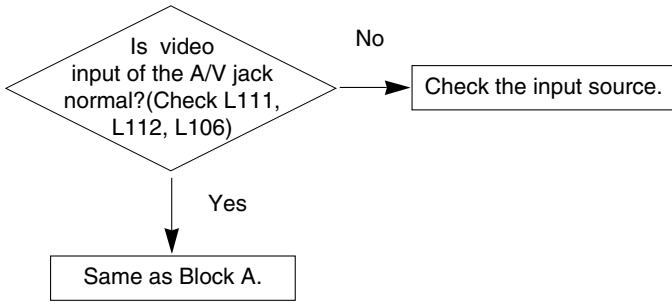 Is video
input of the A/V jack
normal?(Check L111,
L112, L106)
No
Check the input source.
Yes
Same as Block A.